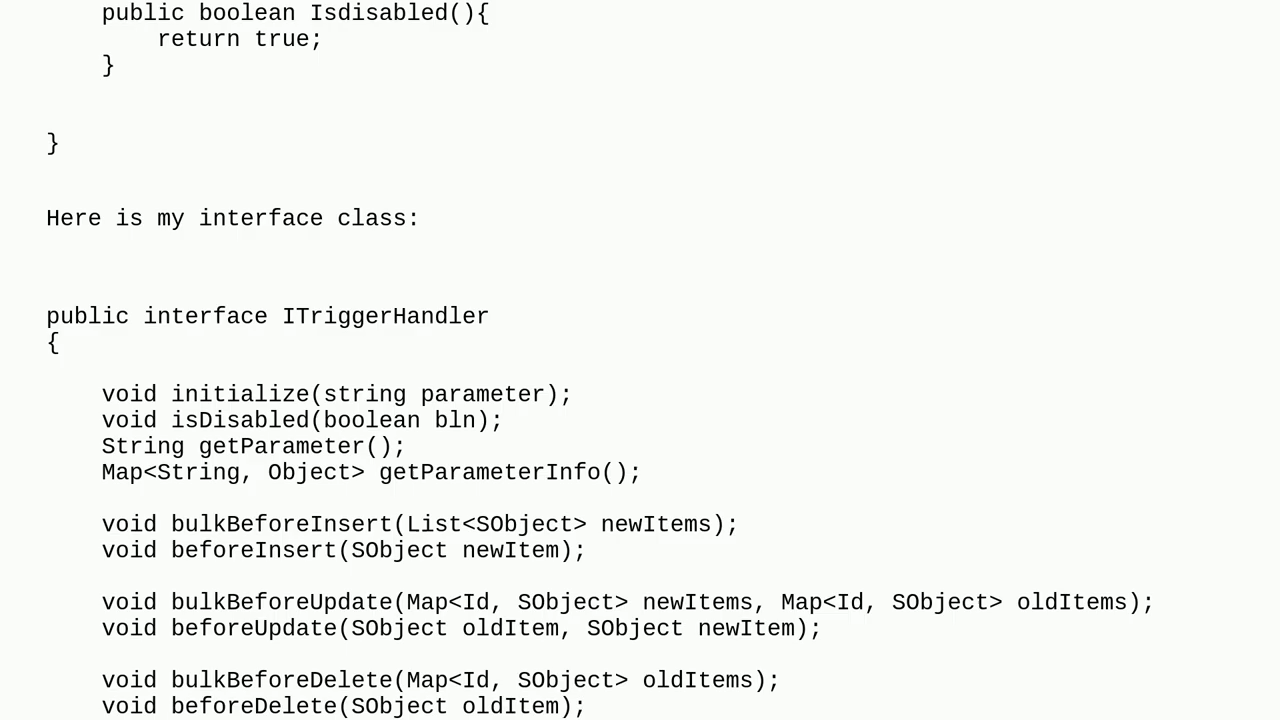 public boolean Isdisabled(){
return true;
}
}
Here is my interface class:
public interface ITriggerHandler
{
void initialize(string parameter);
void isDisabled(boolean bln);
String getParameter();
Map<String, Object> getParameterInfo();
void bulkBeforeInsert(List<SObject> newItems);
void beforeInsert(SObject newItem);
void bulkBeforeUpdate(Map<Id, SObject> newItems, Map<Id, SObject> oldItems);
void beforeUpdate(SObject oldItem, SObject newItem);
void bulkBeforeDelete(Map<Id, SObject> oldItems);
void beforeDelete(SObject oldItem);